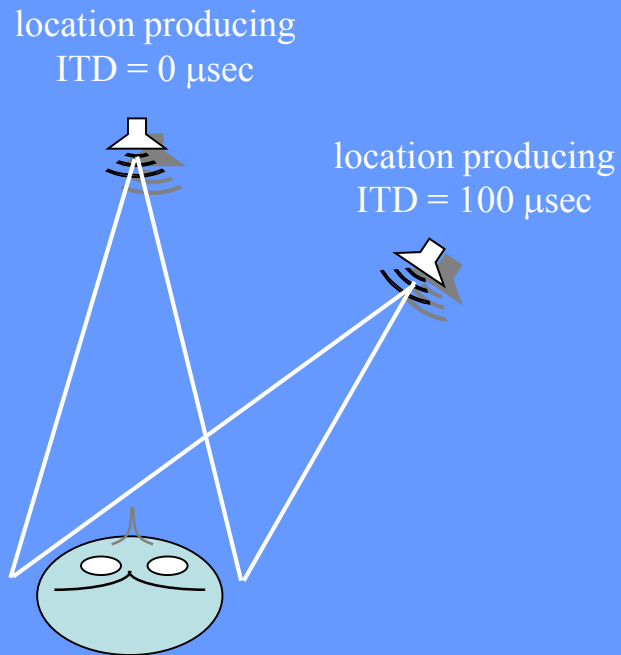 location producing
ITD = 0 μsec
location producing
ITD = 100 μsec